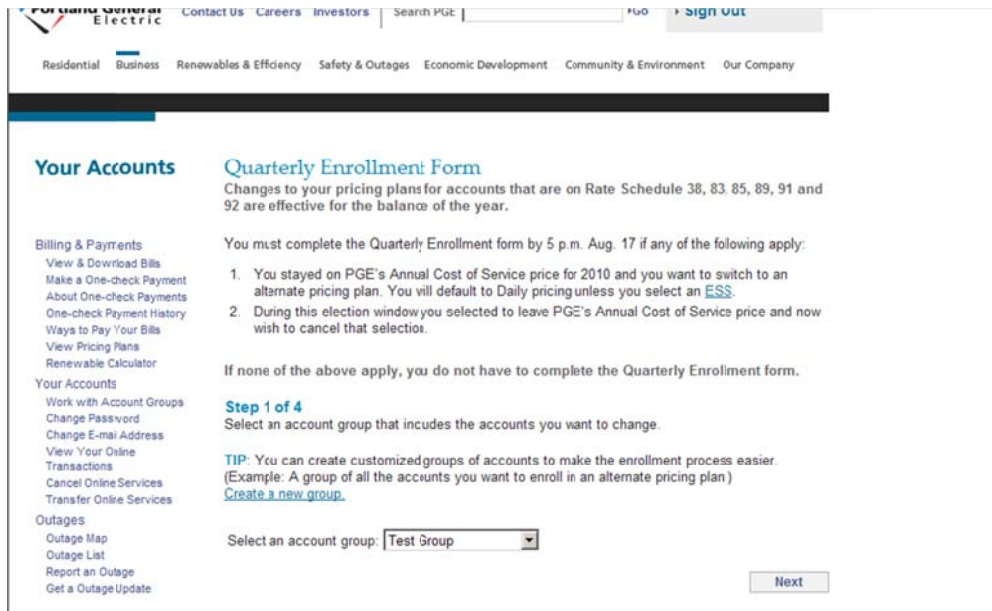 Portland General
Electric
Contact Us Careers Investors Search PGE Go Sign Out
Residential Business Renewables & Efficiency Safety & Outages Economic Development Community & Environment Our Company
Your Accounts
Billing & Payments
View & Download Bills
Make a One-check Payment
About One-check Payments
One-check Payment History
Ways to Pay Your Bills
View Pricing Plans
Renewable Calculator
Your Accounts
Work with Account Groups
Change Password
Change E-mai Address
View Your Online
Transactions
Cancel Online Services
Transfer Online Services
Outages
Outage Map
Outage List
Report an Outage
Get a Outage Update
Quarterly Enrollment Form
Changes to your pricing plans for accounts that are on Rate Schedule 38, 83, 85, 89, 91 and
92 are effective for the balance of the year.
You must complete the Quarterly Enrollment form by 5 p.m. Aug. 17 if any of the following apply:
1. You stayed on PGE's Annual Cost of Service price for 2010 and you want to switch to an
alternate pricing plan. You will default to Daily pricing unless you select an ESS.
2. During this election window you selected to leave PGE's Annual Cost of Service price and now
wish to cancel that selection.
If none of the above apply, you do not have to complete the Quarterly Enrollment form.
Step 1 of 4
Select an account group that incudes the accounts you want to change.
TIP: You can create customized groups of accounts to make the enrollment process easier.
(Example: A group of all the accounts you want to enroll in an alternate pricing plan.)
Create a new group.
Select an account group: Test Group
Next